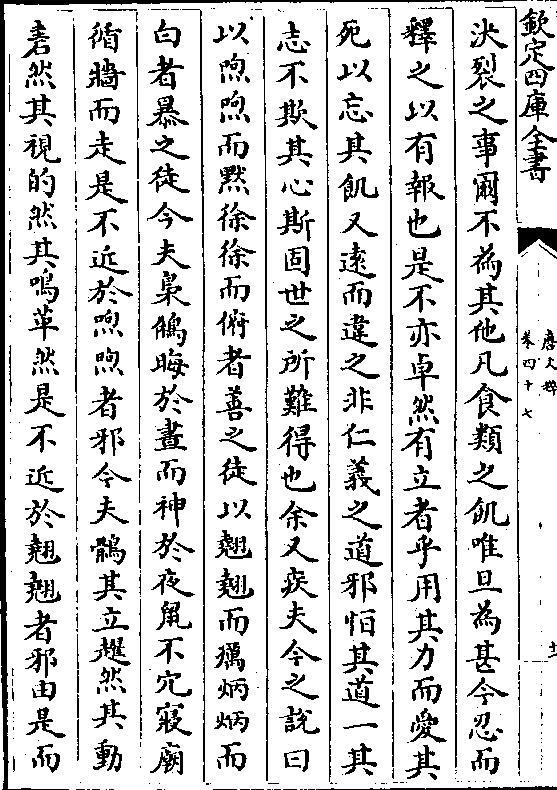 欽定四庫全書
唐文粹
卷四十七
土
決裂之事爾不為其他凡食類之飢唯旦為甚今忍而
釋之以有報也是不亦卓然有立者乎用其力而愛其
死以忘其飢又遠而違之非仁義之道邪怕其道一其
志不欺其心斯固世之所難得也余又疾夫今之說曰
以喣喣而黙徐徐而俯者善之徒以翹翹而厲炳炳而
白者暴之徒今夫梟鵂晦於晝而神於夜䑕不穴寢廟
循牆而走是不近於喣喣者邪今夫鶻其立趯然其動
砉然其視的然其鳴革然是不近於翹翹者邪由是而